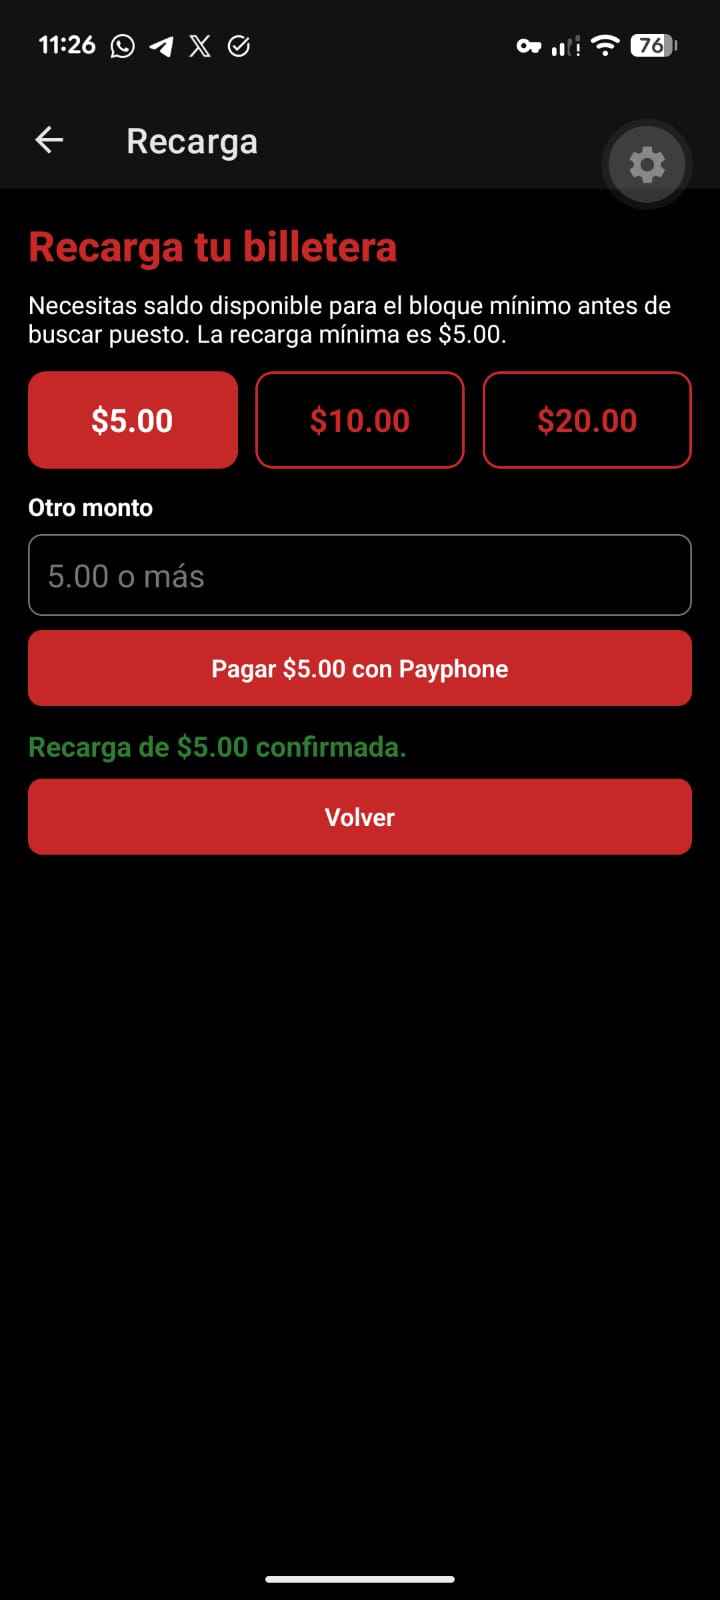 11:26
76
Recarga
Recarga tu billetera
Necesitas saldo disponible para el bloque mínimo antes de
buscar puesto. La recarga mínima es $5.00.
$5.00 $10.00 $20.00
Otro monto
5.00 o más
Pagar $5.00 con Payphone
Recarga de $5.00 confirmada.
Volver